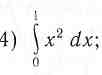 4) ∫₀¹ x² dx;